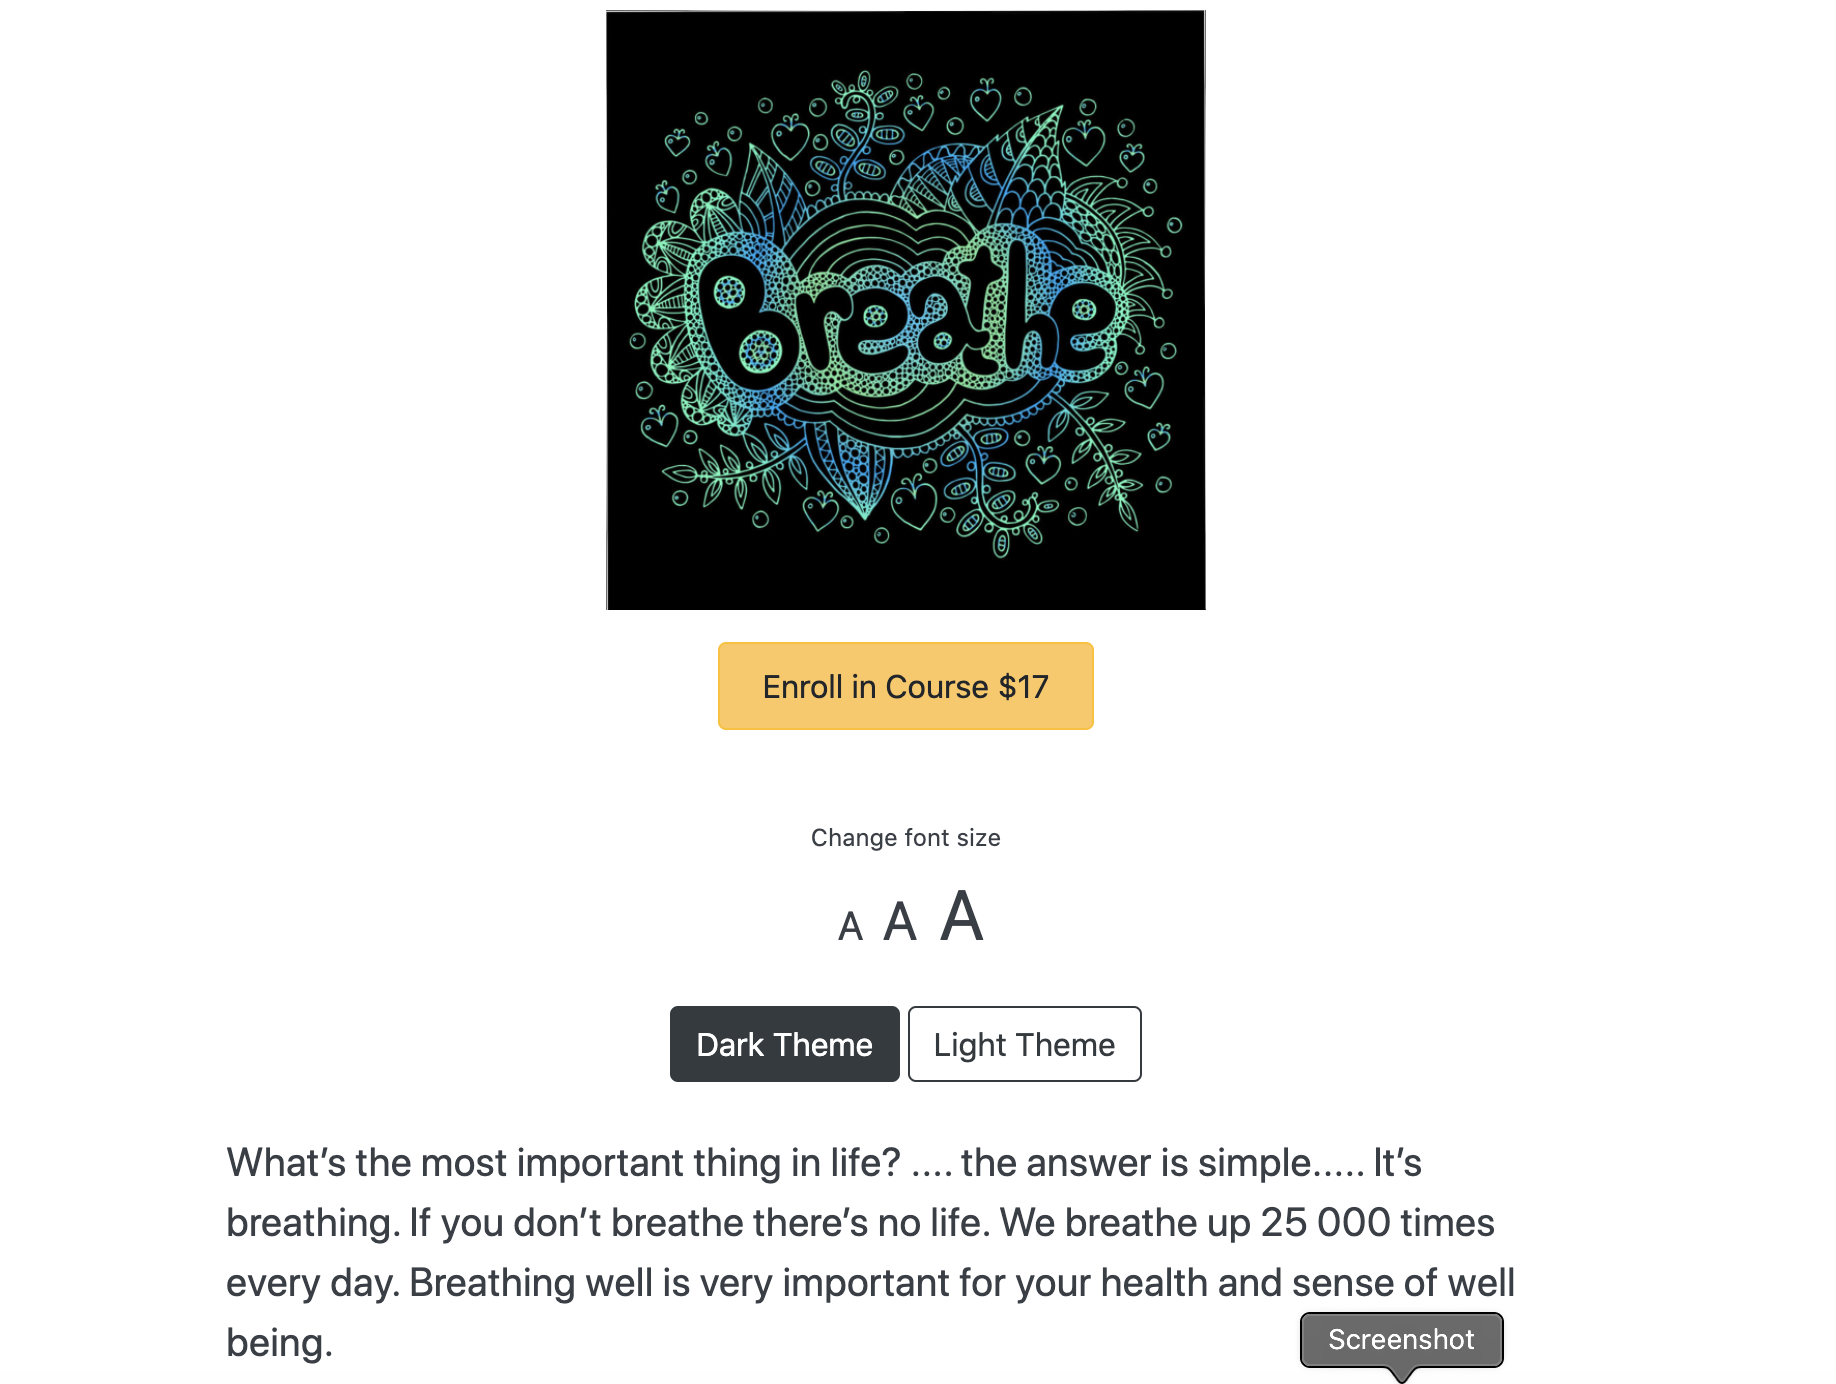 Breathe
Enroll in Course $17
Change font size
A A A
Dark Theme Light Theme
What’s the most important thing in life? .... the answer is simple..... It’s
breathing. If you don’t breathe there’s no life. We breathe up 25 000 times
every day. Breathing well is very important for your health and sense of well
being.
Screenshot